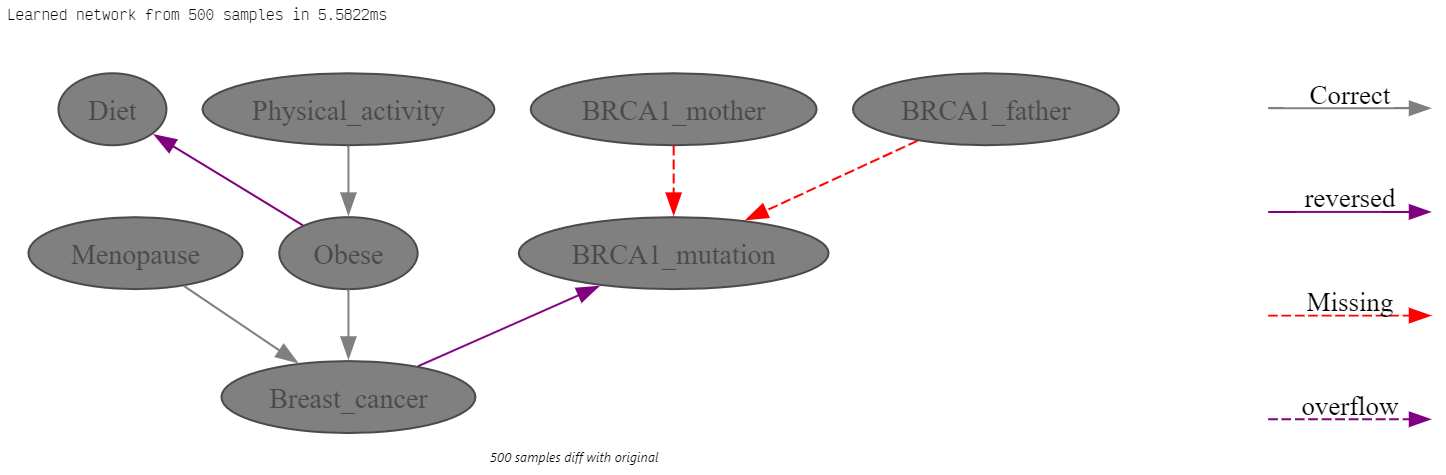 Learned network from 500 samples in 5.5822ms
Diet
Physical_activity
BRCA1_mother
BRCA1_father
Correct
reversed
Menopause
Obese
BRCA1_mutation
Missing
Breast_cancer
overflow
500 samples diff with original